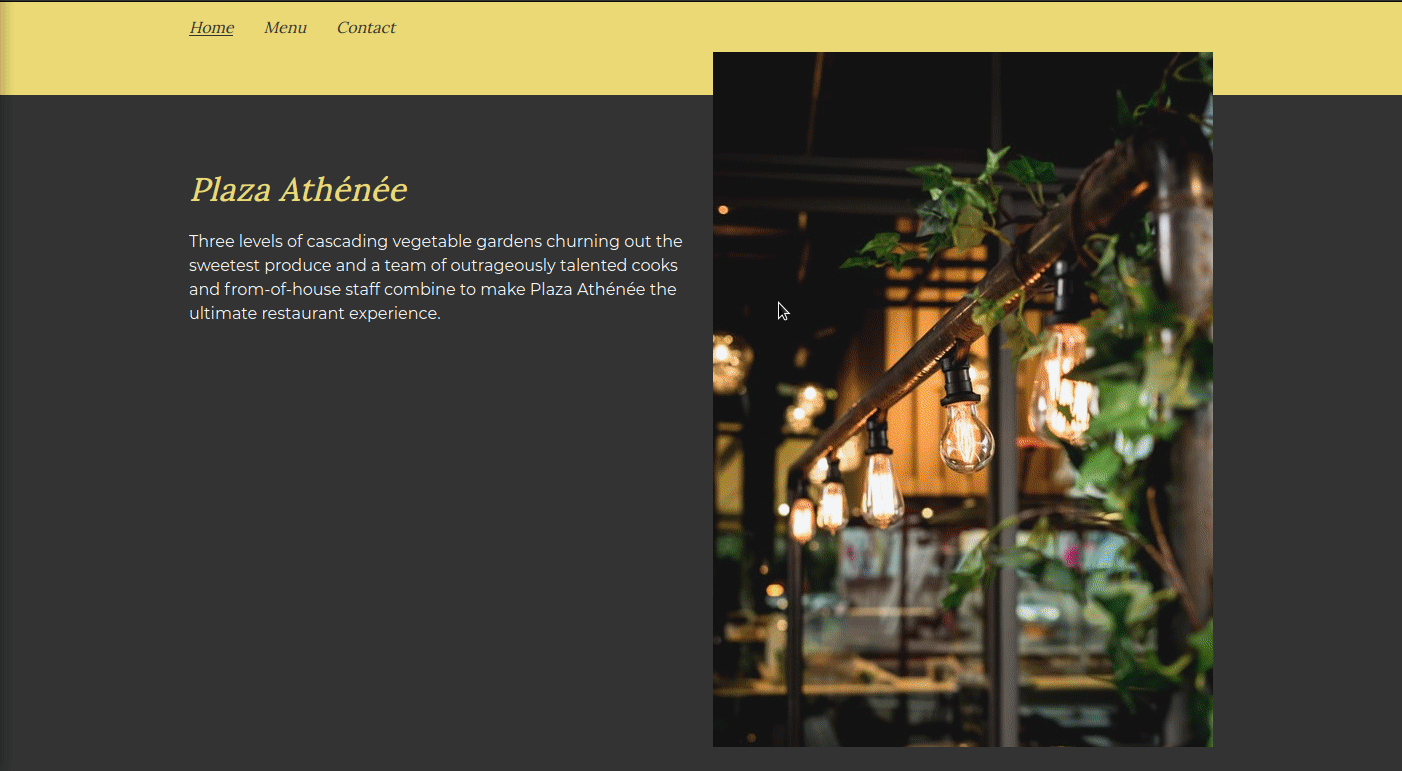 Home Menu Contact
Plaza Athénée
Three levels of cascading vegetable gardens churning out the
sweetest produce and a team of outrageously talented cooks
and from-of-house staff combine to make Plaza Athénée the
ultimate restaurant experience.